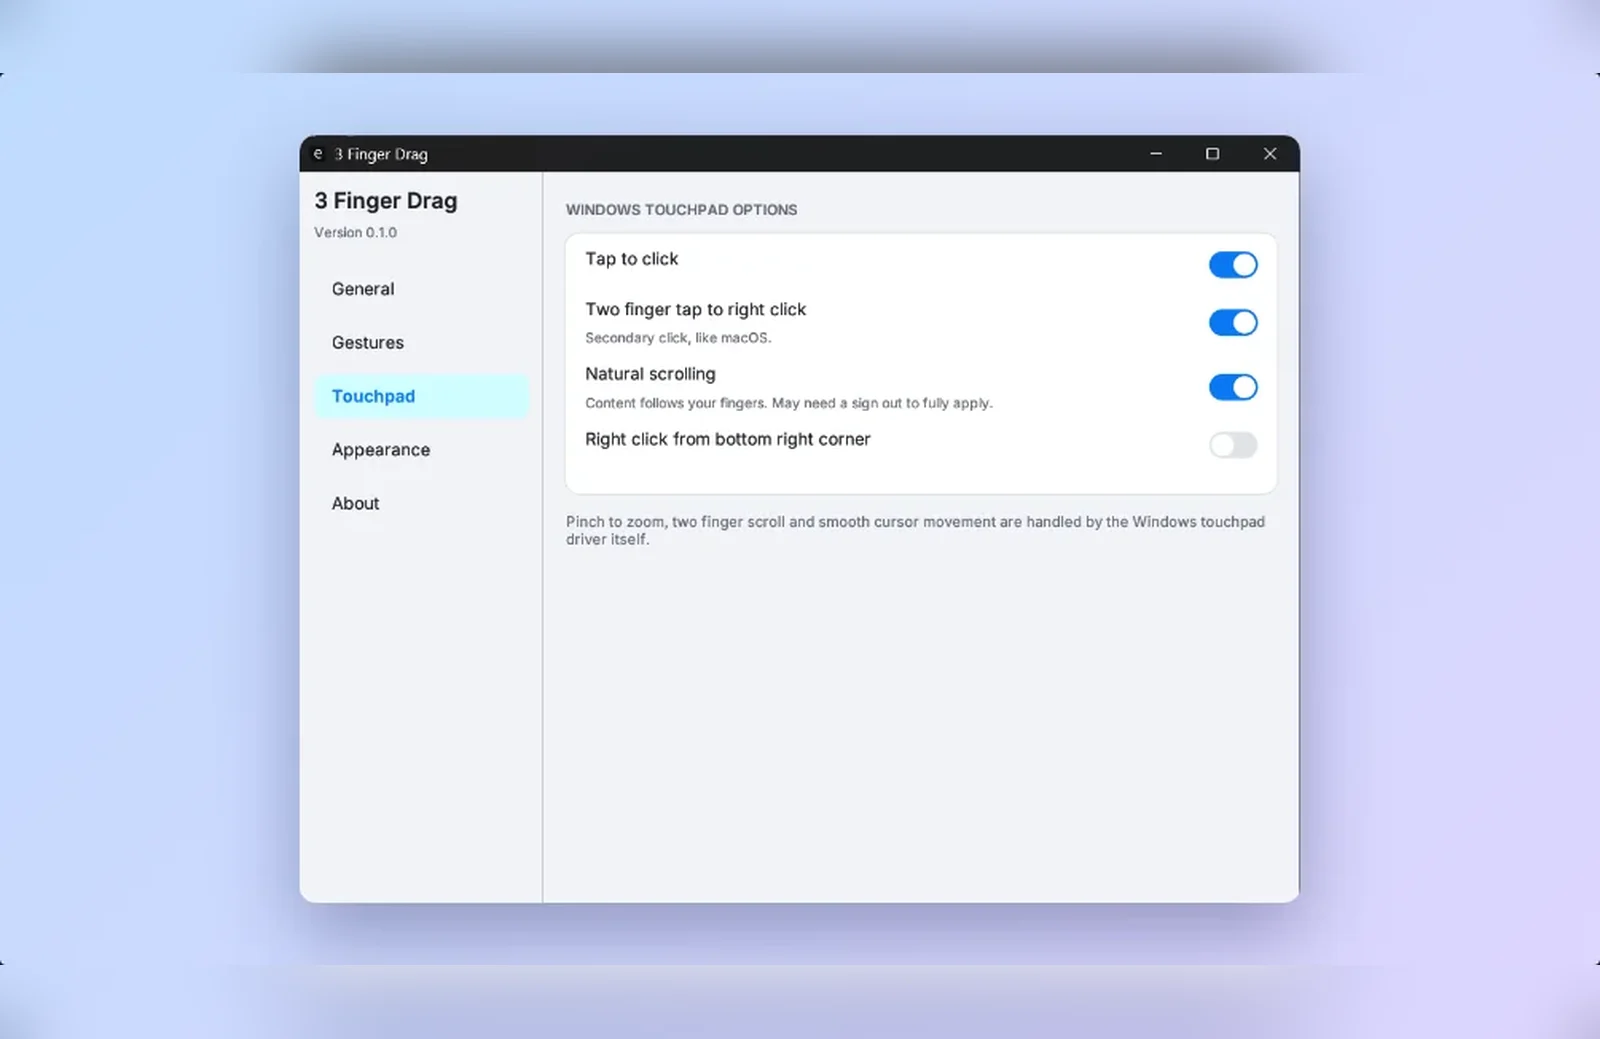 3 Finger Drag
3 Finger Drag
Version 0.1.0
General
Gestures
Touchpad
Appearance
About
WINDOWS TOUCHPAD OPTIONS
Tap to click
Two finger tap to right click
Secondary click, like macOS.
Natural scrolling
Content follows your fingers. May need a sign out to fully apply.
Right click from bottom right corner
Pinch to zoom, two finger scroll and smooth cursor movement are handled by the Windows touchpad
driver itself.